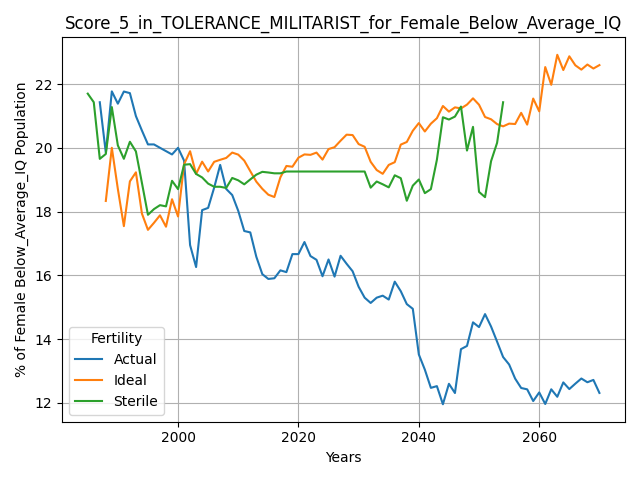 Score_5_in_TOLERANCE_MILITARIST_for_Female_Below_Average_IQ
% of Female Below_Average_IQ Population
22
20
18
16
14
12
Fertility
Actual
Ideal
Sterile
2000 2020 2040 2060
Years